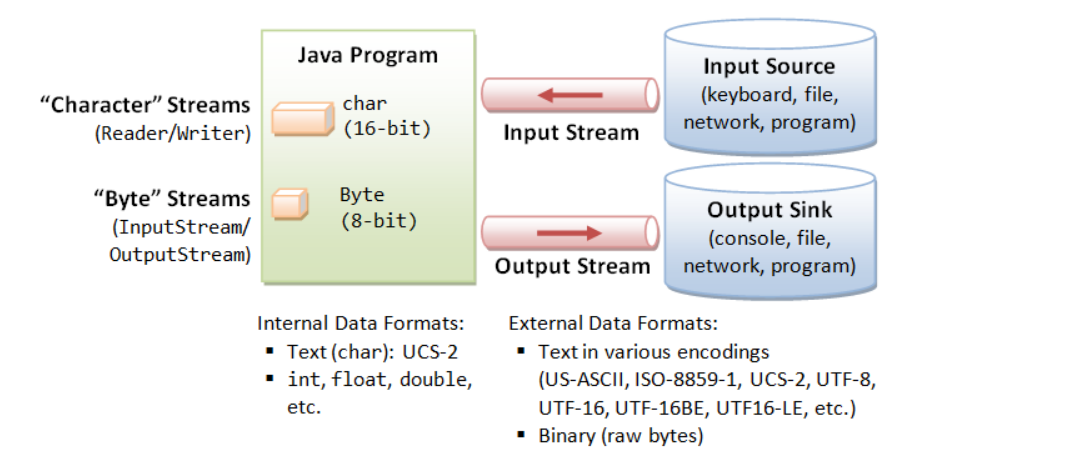 Java Program
“Character” Streams
(Reader/Writer)
char
(16-bit)
“Byte” Streams
(InputStream/
OutputStream)
Byte
(8-bit)
Input Stream
Output Stream
Input Source
(keyboard, file,
network, program)
Output Sink
(console, file,
network, program)
Internal Data Formats:
▪ Text (char): UCS-2
▪ int, float, double,
etc.
External Data Formats:
▪ Text in various encodings
(US-ASCII, ISO-8859-1, UCS-2, UTF-8,
UTF-16, UTF-16BE, UTF16-LE, etc.)
▪ Binary (raw bytes)